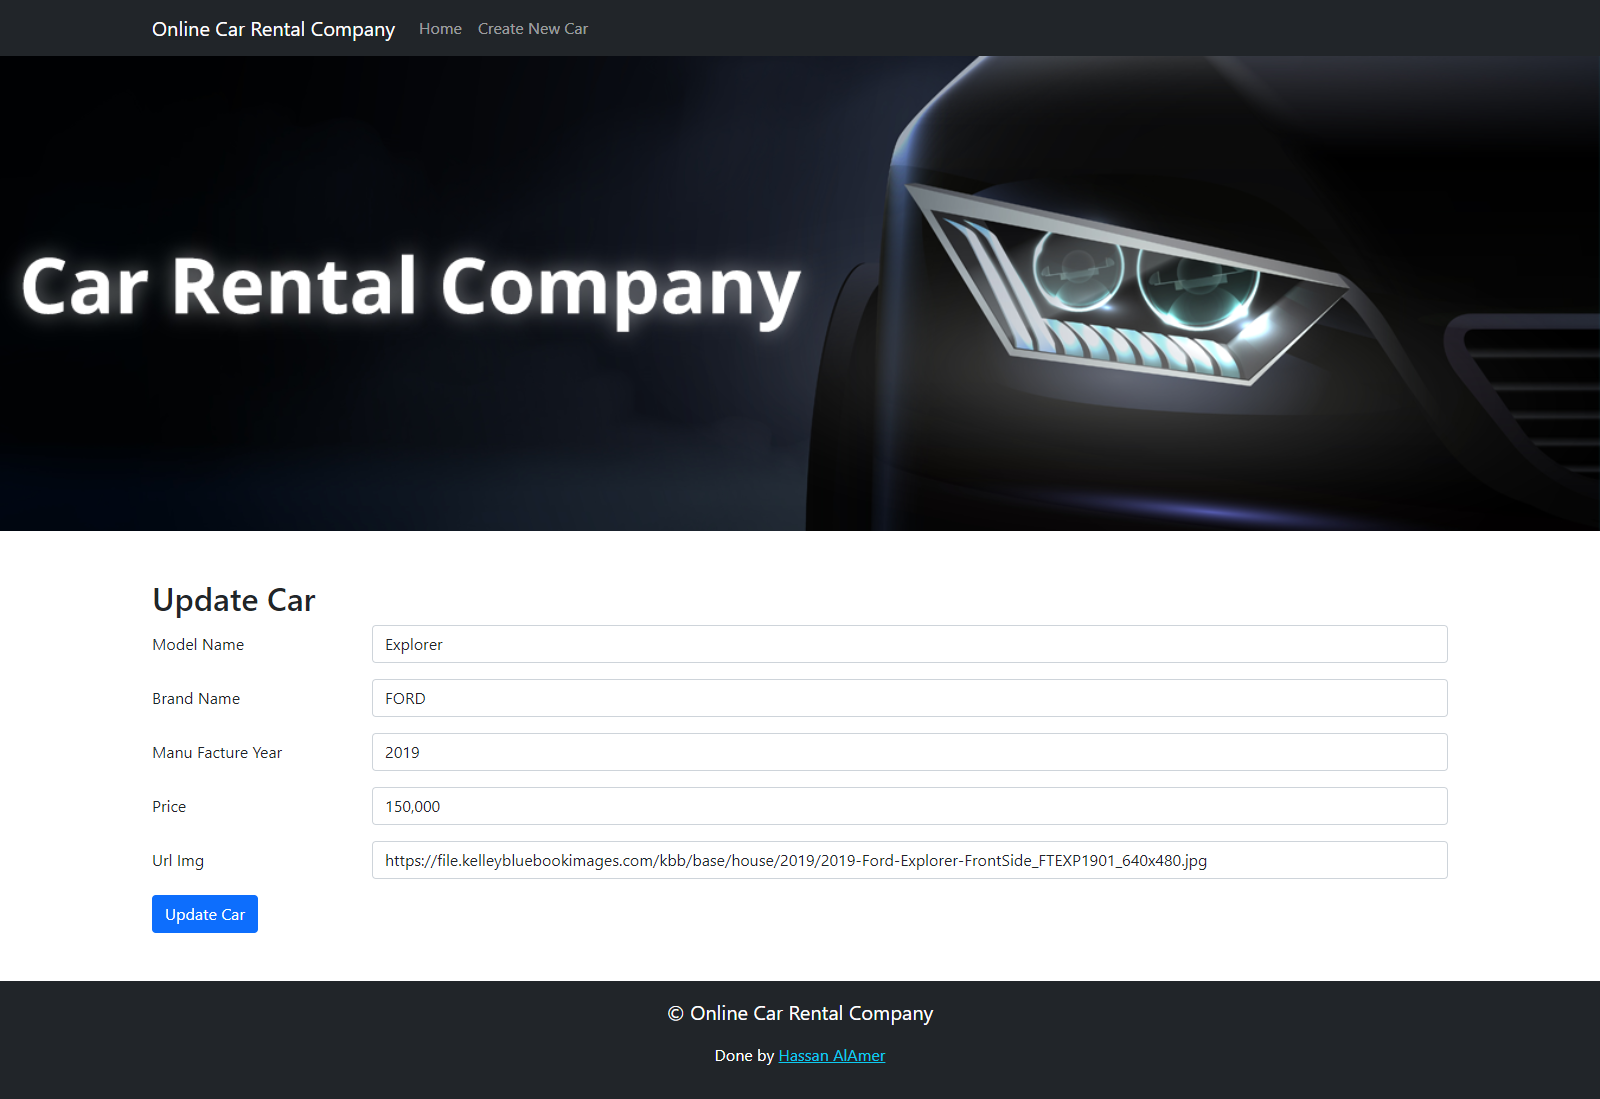 Online Car Rental Company Home Create New Car
Car Rental Company
Update Car
Model Name Explorer
Brand Name FORD
Manu Facture Year 2019
Price 150,000
Url Img https://file.kelleybluebookimages.com/kbb/base/house/2019/2019-Ford-Explorer-FrontSide_FTEXP1901_640x480.jpg
Update Car
© Online Car Rental Company
Done by Hassan AlAmer